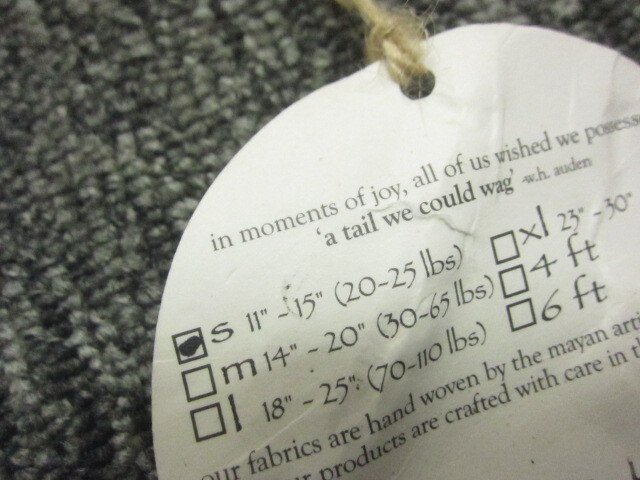 in moments of joy, all of us wished we possess
'a tail we could wag' -w.h. auden
s 11" - 15" (20-25 lbs)
m 14" - 20" (30-65 lbs)
l 18" - 25" (70-110 lbs)
xl 23" - 30"
4 ft
6 ft
our fabrics are hand woven by the mayan arti
products are crafted with care in